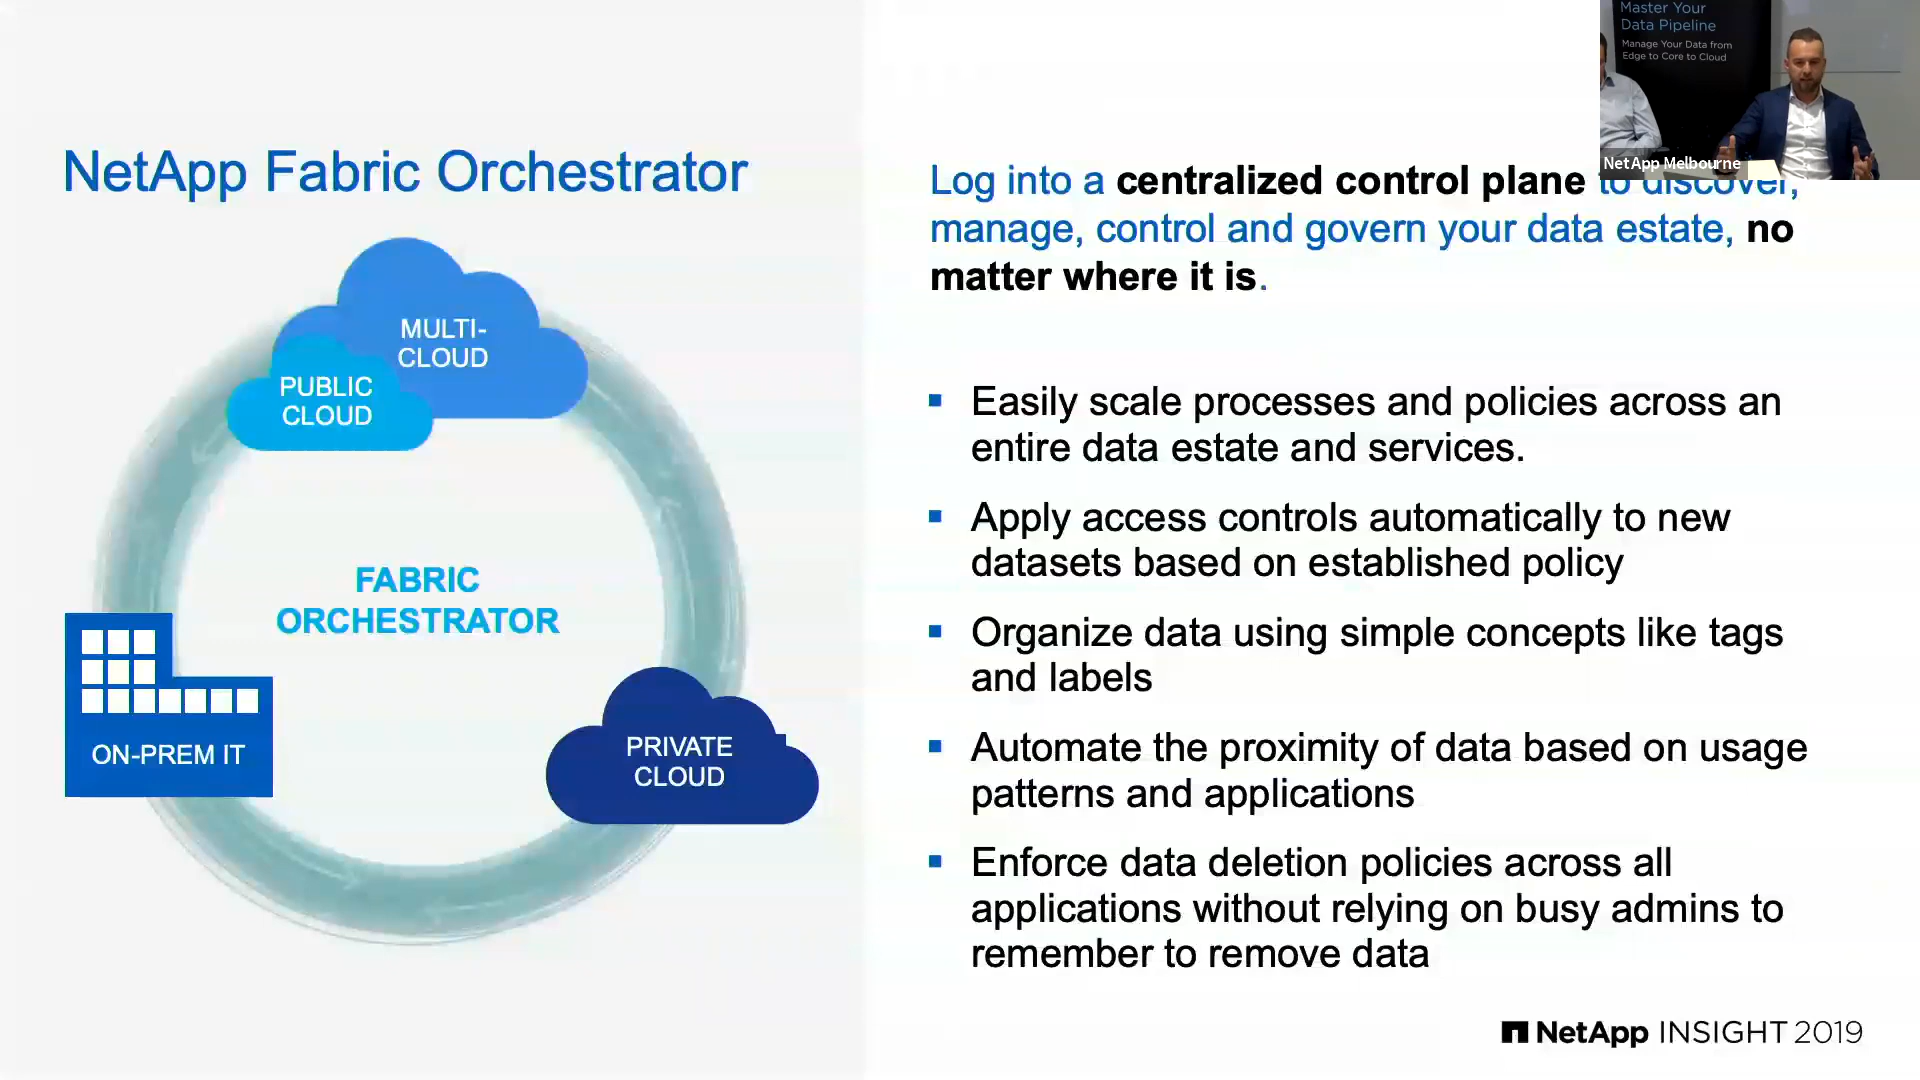 Master Your
Data Pipeline
Manage Your Data from
Edge to Core to Cloud
NetApp Melbourne
NetApp Fabric Orchestrator
MULTI-
CLOUD
PUBLIC
CLOUD
FABRIC
ORCHESTRATOR
ON-PREM IT
PRIVATE
CLOUD
Log into a centralized control plane to discover,
manage, control and govern your data estate, no
matter where it is.
Easily scale processes and policies across an
entire data estate and services.
Apply access controls automatically to new
datasets based on established policy
Organize data using simple concepts like tags
and labels
Automate the proximity of data based on usage
patterns and applications
Enforce data deletion policies across all
applications without relying on busy admins to
remember to remove data
NetApp INSIGHT 2019